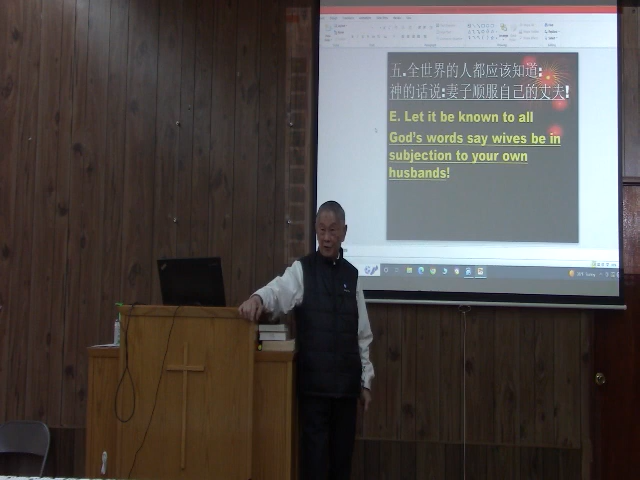 五.全世界的人都应该知道:
神的话说:妻子顺服自己的丈夫!
E. Let it be known to all
God's words say wives be in
subjection to your own
husbands!